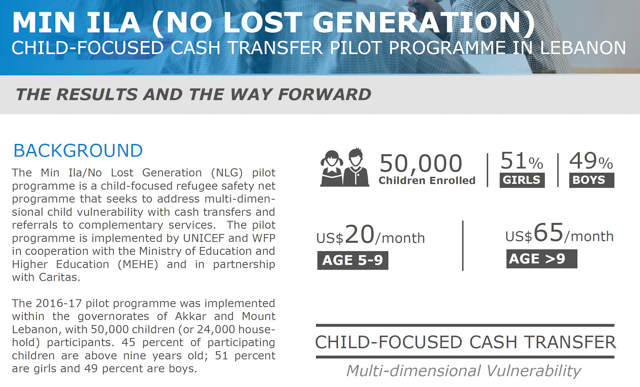 MIN ILA (NO LOST GENERATION)
CHILD-FOCUSED CASH TRANSFER PILOT PROGRAMME IN LEBANON
THE RESULTS AND THE WAY FORWARD
BACKGROUND
The Min Ila/No Lost Generation (NLG) pilot
programme is a child-focused refugee safety net
programme that seeks to address multi-dimen-
sional child vulnerability with cash transfers and
referrals to complementary services. The pilot
programme is implemented by UNICEF and WFP
in cooperation with the Ministry of Education and
Higher Education (MEHE) and in partnership
with Caritas.
The 2016-17 pilot programme was implemented
within the governorates of Akkar and Mount
Lebanon, with 50,000 children (or 24,000 house-
hold) participants. 45 percent of participating
children are above nine years old; 51 percent
are girls and 49 percent are boys.
50,000
Children Enrolled
51%
GIRLS
49%
BOYS
US$20/month
AGE 5-9
US$65/month
AGE >9
CHILD-FOCUSED CASH TRANSFER
Multi-dimensional Vulnerability